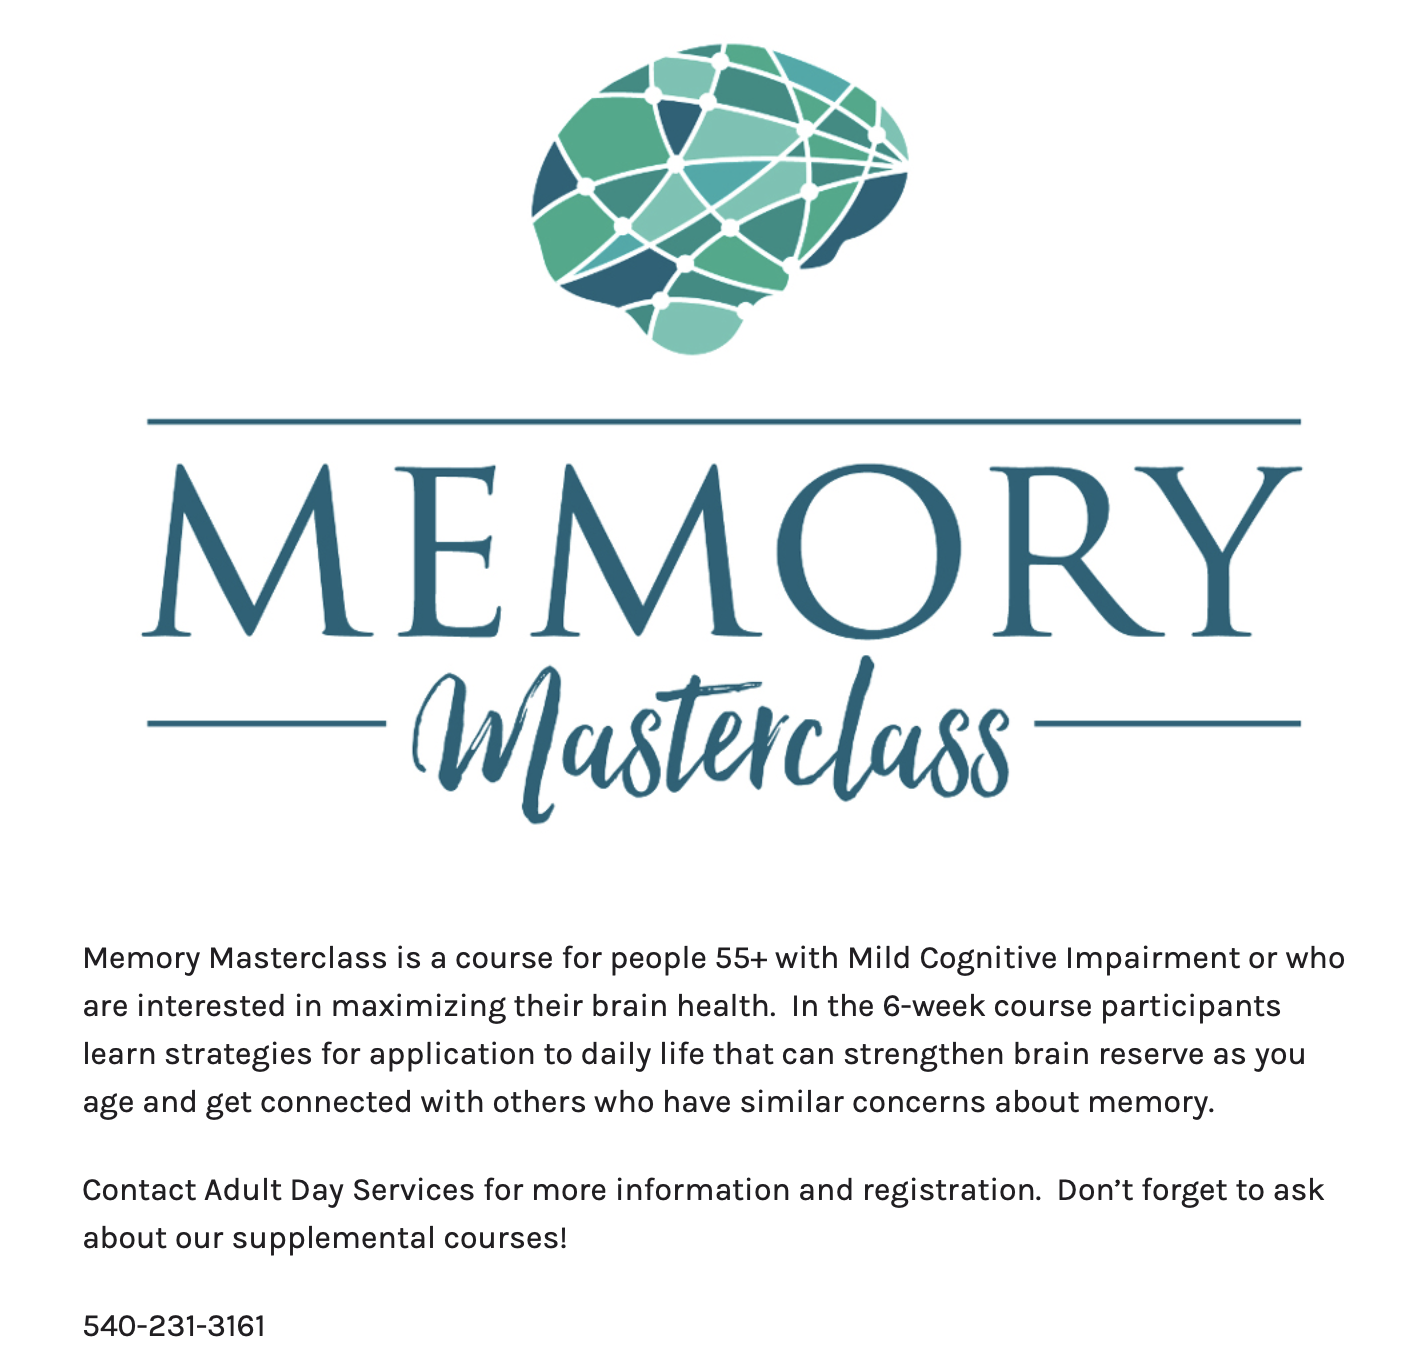 MEMORY
Masterclass
Memory Masterclass is a course for people 55+ with Mild Cognitive Impairment or who
are interested in maximizing their brain health.  In the 6-week course participants
learn strategies for application to daily life that can strengthen brain reserve as you
age and get connected with others who have similar concerns about memory.
Contact Adult Day Services for more information and registration.  Don’t forget to ask
about our supplemental courses!
540-231-3161